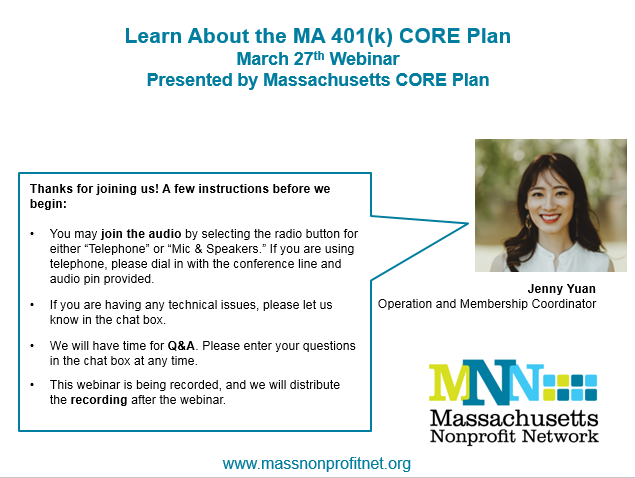 Learn About the MA 401(k) CORE Plan
March 27th Webinar
Presented by Massachusetts CORE Plan
Thanks for joining us! A few instructions before we
begin:
• You may join the audio by selecting the radio button for
either “Telephone” or “Mic & Speakers.” If you are using
telephone, please dial in with the conference line and
audio pin provided.
• If you are having any technical issues, please let us
know in the chat box.
• We will have time for Q&A. Please enter your questions
in the chat box at any time.
• This webinar is being recorded, and we will distribute
the recording after the webinar.
Jenny Yuan
Operation and Membership Coordinator
MNN
Massachusetts
Nonprofit Network
www.massnonprofitnet.org